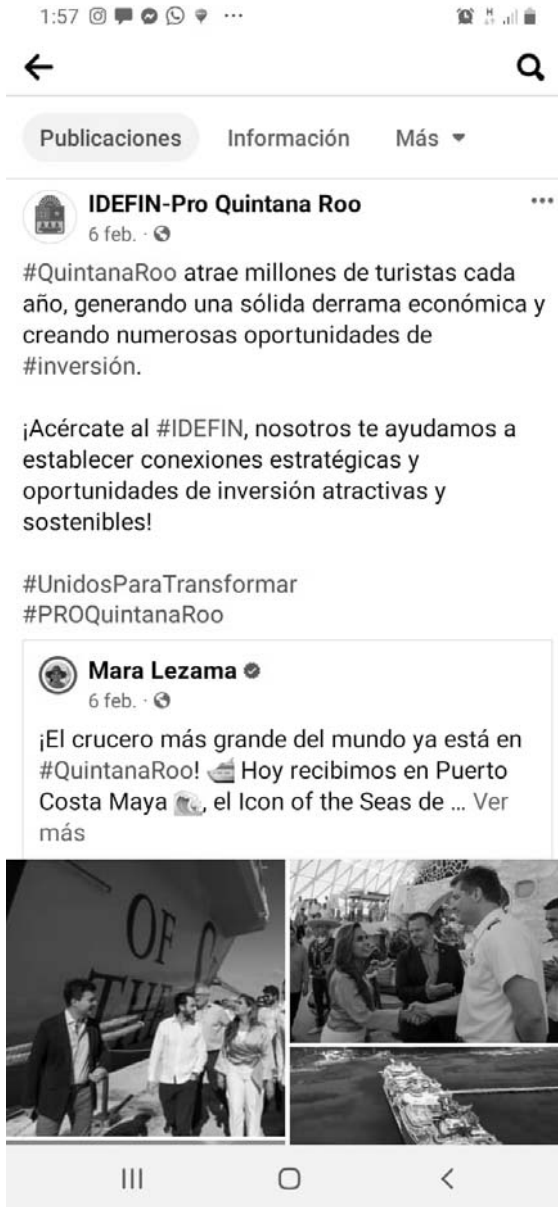 1:57
Publicaciones Información Más
IDEFIN-Pro Quintana Roo
6 feb. ·
#QuintanaRoo atrae millones de turistas cada
año, generando una sólida derrama económica y
creando numerosas oportunidades de
#inversión.
¡Acércate al #IDEFIN, nosotros te ayudamos a
establecer conexiones estratégicas y
oportunidades de inversión atractivas y
sostenibles!
#UnidosParaTransformar
#PROQuintanaRoo
Mara Lezama
6 feb. ·
¡El crucero más grande del mundo ya está en
#QuintanaRoo! Hoy recibimos en Puerto
Costa Maya, el Icon of the Seas de ... Ver
más
OF
THE